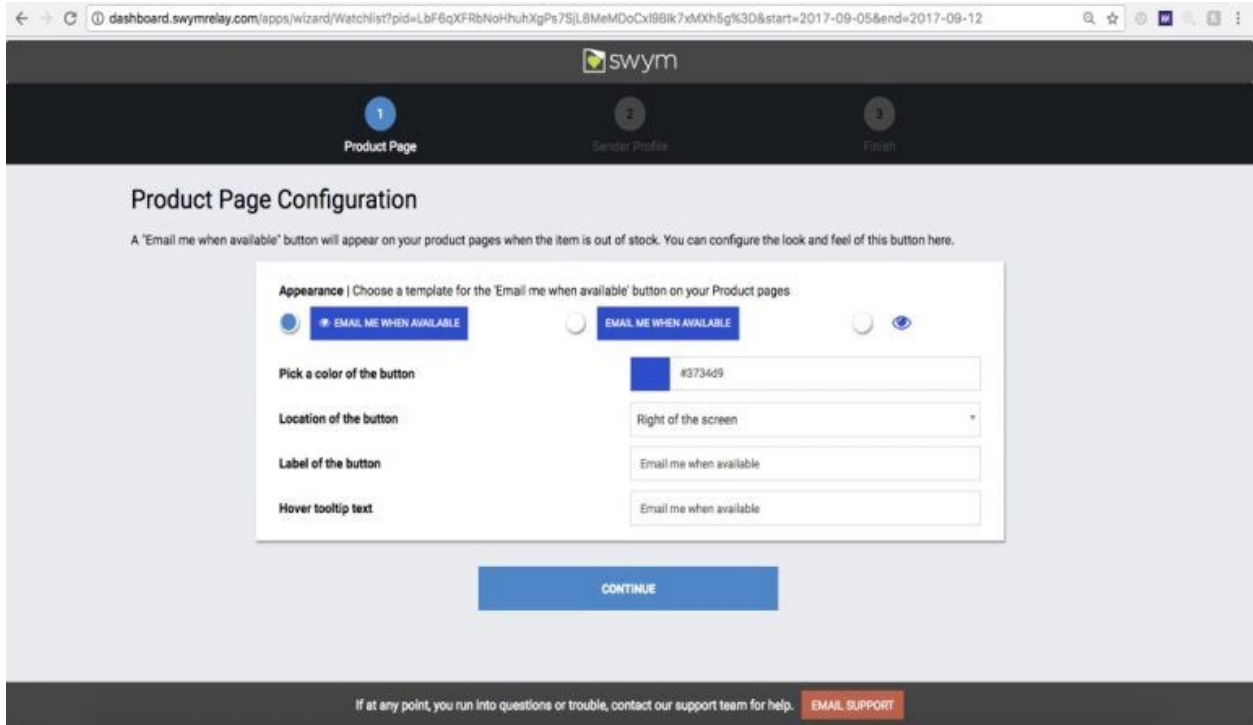 dashboard.swymrelay.com/apps/wizard/Watchlist?pid=LbF6qXFRbNoHhuhXgPs7SjL8MeMDoCxI9BIk7xMXh5g%3D&start=2017-09-05&end=2017-09-12
swym
1 2 3
Product Page Sender Profile Finish
Product Page Configuration
A "Email me when available" button will appear on your product pages when the item is out of stock. You can configure the look and feel of this button here.
Appearance | Choose a template for the 'Email me when available' button on your Product pages
EMAIL ME WHEN AVAILABLE EMAIL ME WHEN AVAILABLE
Pick a color of the button #3734d9
Location of the button Right of the screen
Label of the button Email me when available
Hover tooltip text Email me when available
CONTINUE
If at any point, you run into questions or trouble, contact our support team for help. EMAIL SUPPORT